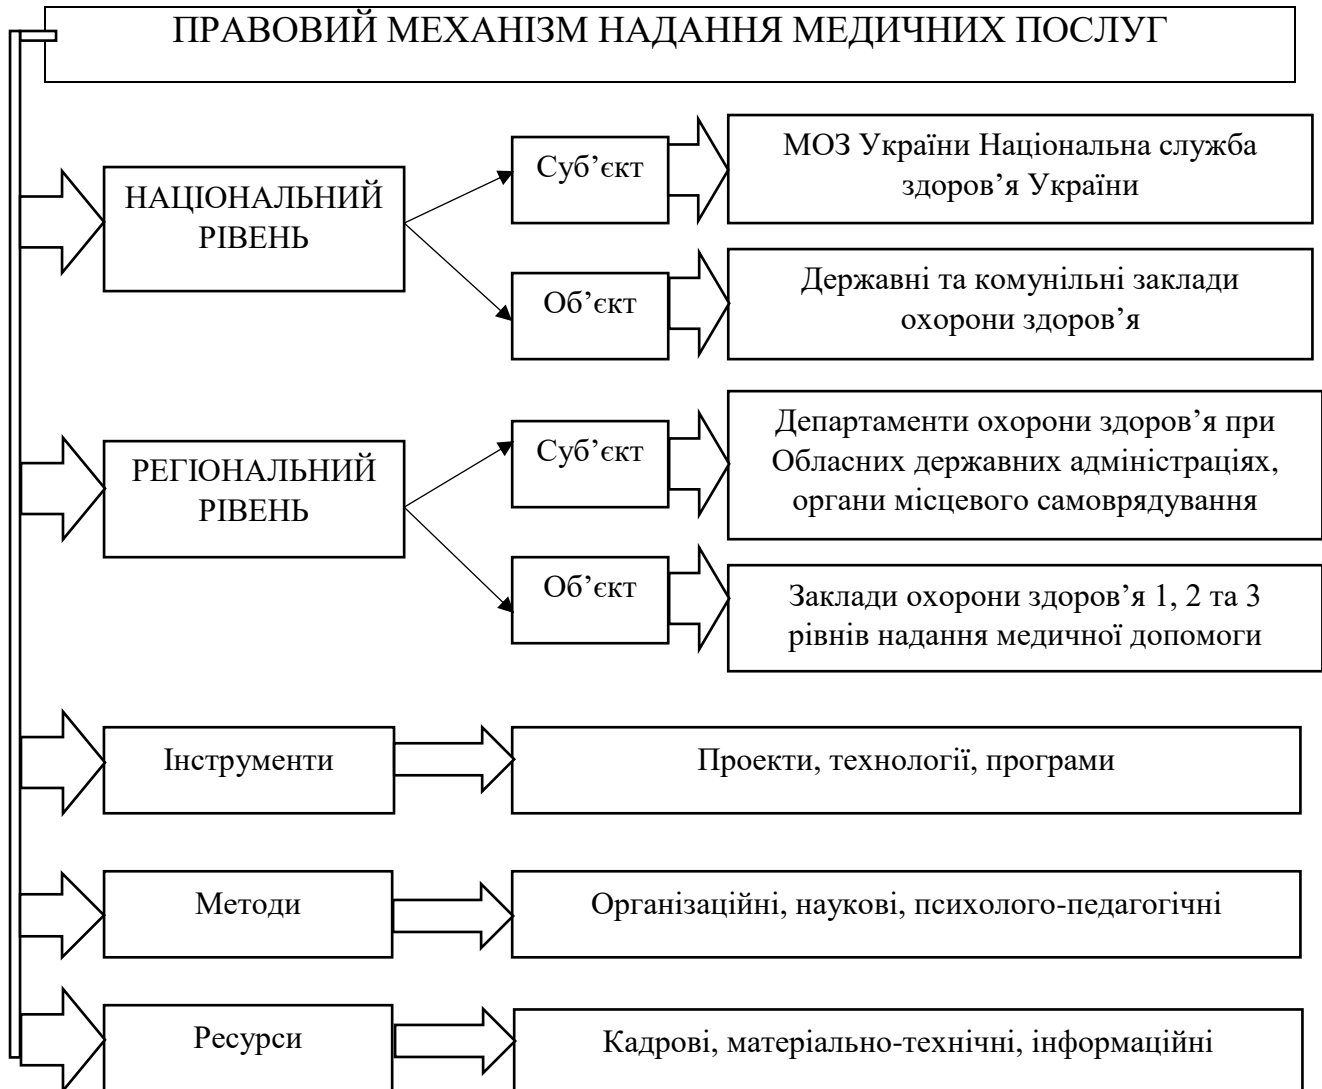 ПРАВОВИЙ МЕХАНІЗМ НАДАННЯ МЕДИЧНИХ ПОСЛУГ
НАЦІОНАЛЬНИЙ
РІВЕНЬ
Суб’єкт
МОЗ України Національна служба
здоров’я України
Об’єкт
Державні та комунільні заклади
охорони здоров’я
РЕГІОНАЛЬНИЙ
РІВЕНЬ
Суб’єкт
Департаменти охорони здоров’я при
Обласних державних адміністраціях,
органи місцевого самоврядування
Об’єкт
Заклади охорони здоров’я 1, 2 та 3
рівнів надання медичної допомоги
Інструменти
Проекти, технології, програми
Методи
Організаційні, наукові, психолого-педагогічні
Ресурси
Кадрові, матеріально-технічні, інформаційні